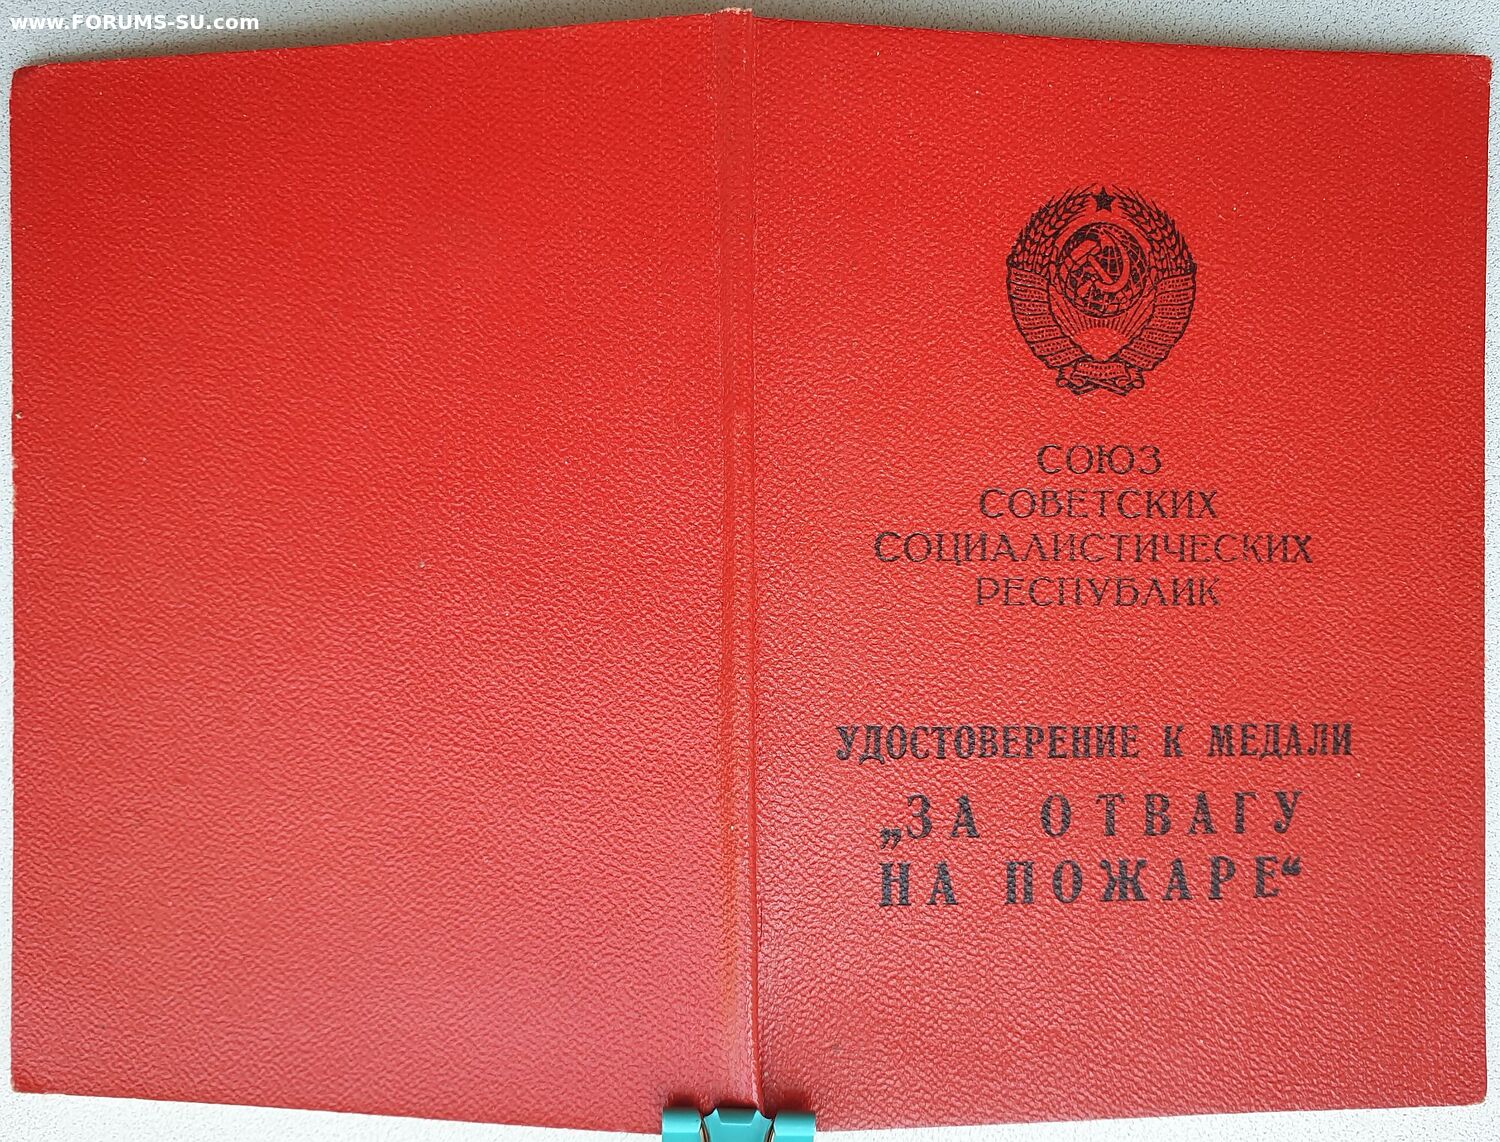 www.FORUMS-SU.com
СОЮЗ
СОВЕТСКИХ
СОЦИАЛИСТИЧЕСКИХ
РЕСПУБЛИК
УДОСТОВЕРЕНИЕ К МЕДАЛИ
„ЗА ОТВАГУ
НА ПОЖАРЕ“